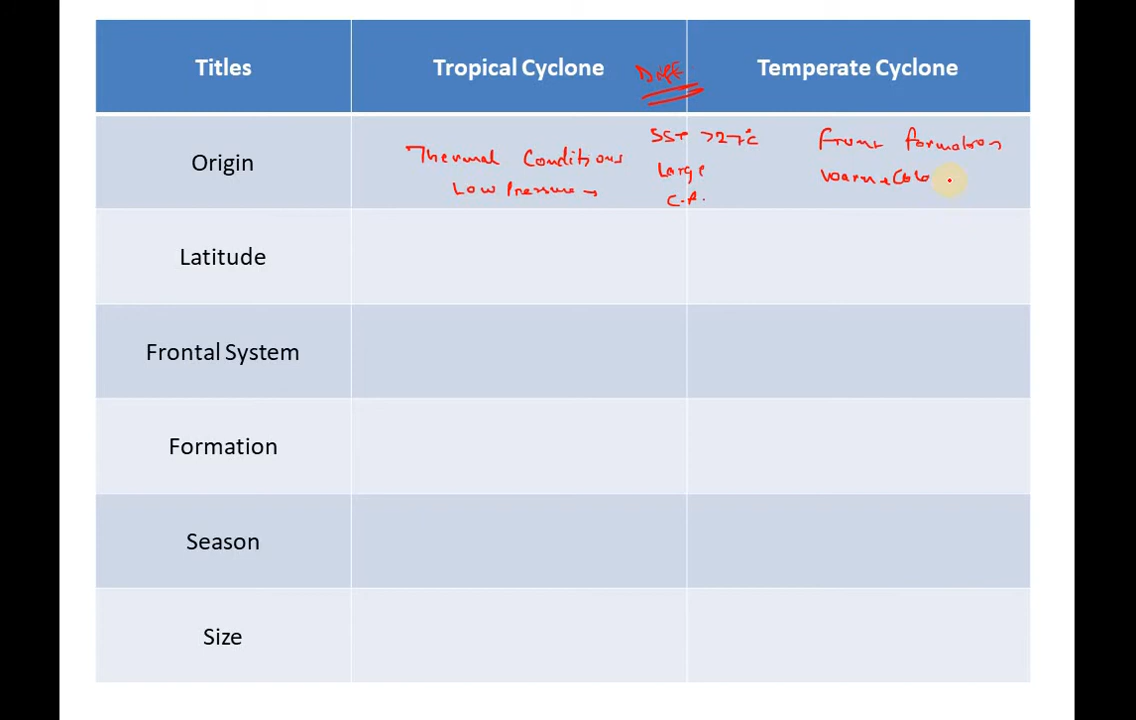 Titles
Tropical Cyclone
Diff
Temperate Cyclone
Origin
Thermal Conditions
Low Pressure →
SST >27°C
Large
C.F.
Front formation
Warm & Cold
Latitude
Frontal System
Formation
Season
Size